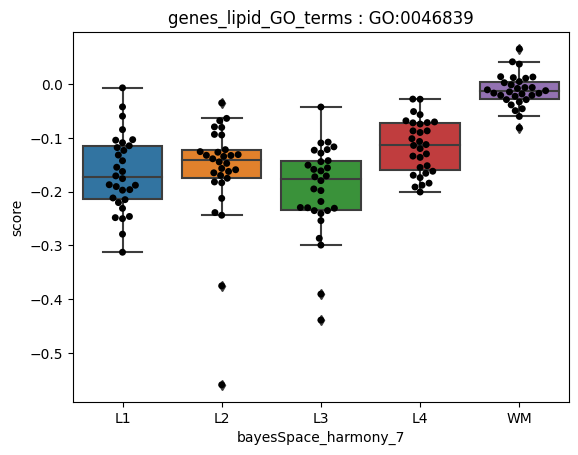 genes_lipid_GO_terms : GO:0046839
0.0
−0.1
−0.2
−0.3
−0.4
−0.5
score
L1 L2 L3 L4 WM
bayesSpace_harmony_7